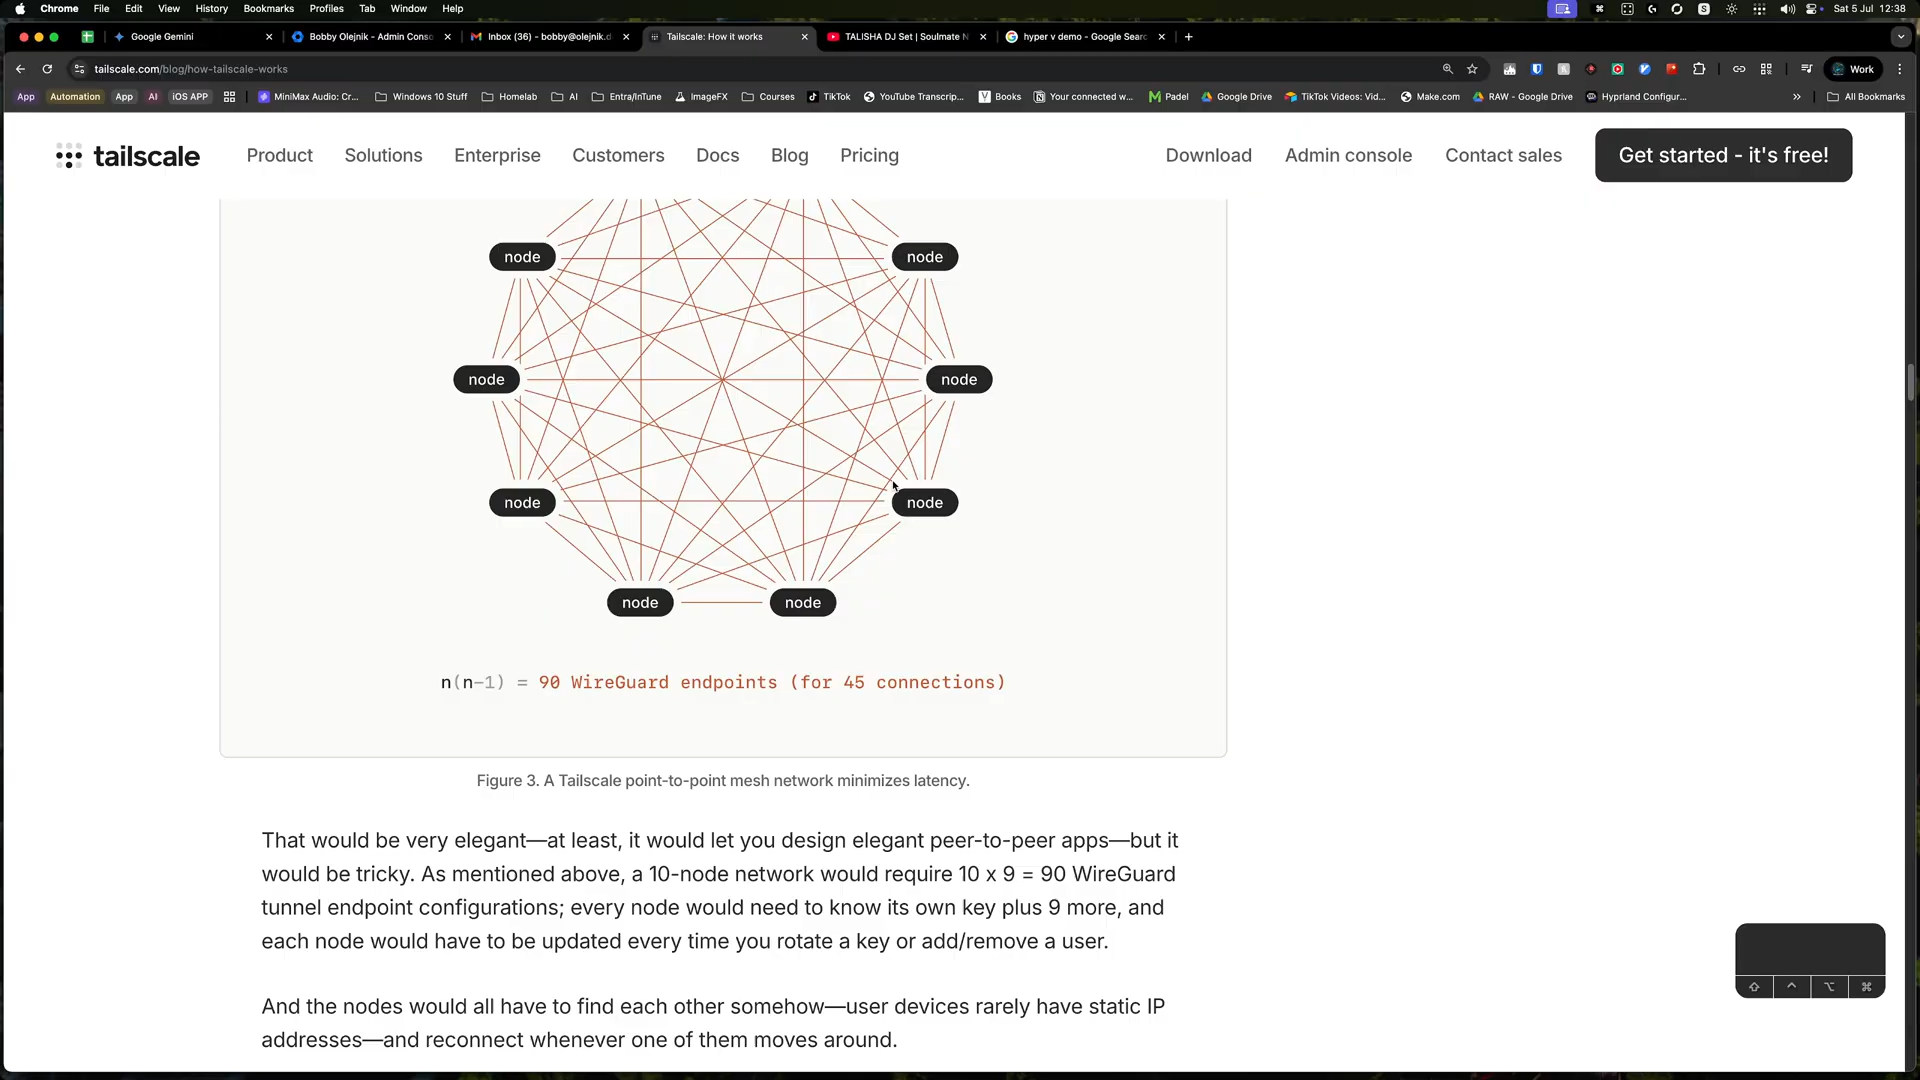 Chrome File Edit View History Bookmarks Profiles Tab Window Help Sat 5 Jul 12:38
Google Gemini Bobby Olejnik - Admin Conso Inbox (36) - bobby@olejnik.d Tailscale: How it works TALISHA DJ Set | Soulmate N hyper v demo - Google Searc
tailscale.com/blog/how-tailscale-works Work
App Automation App AI iOS APP MiniMax Audio: Cr... Windows 10 Stuff Homelab AI Entra/InTune ImageFX Courses TikTok YouTube Transcrip... Books Your connected w... Padel Google Drive TikTok Videos: Vid... Make.com RAW - Google Drive Hyprland Configur... All Bookmarks
tailscale Product Solutions Enterprise Customers Docs Blog Pricing Download Admin console Contact sales Get started - it's free!
node node
node node
node node
node node
n(n-1) = 90 WireGuard endpoints (for 45 connections)
Figure 3. A Tailscale point-to-point mesh network minimizes latency.
That would be very elegant—at least, it would let you design elegant peer-to-peer apps—but it
would be tricky. As mentioned above, a 10-node network would require 10 x 9 = 90 WireGuard
tunnel endpoint configurations; every node would need to know its own key plus 9 more, and
each node would have to be updated every time you rotate a key or add/remove a user.
And the nodes would all have to find each other somehow—user devices rarely have static IP
addresses—and reconnect whenever one of them moves around.